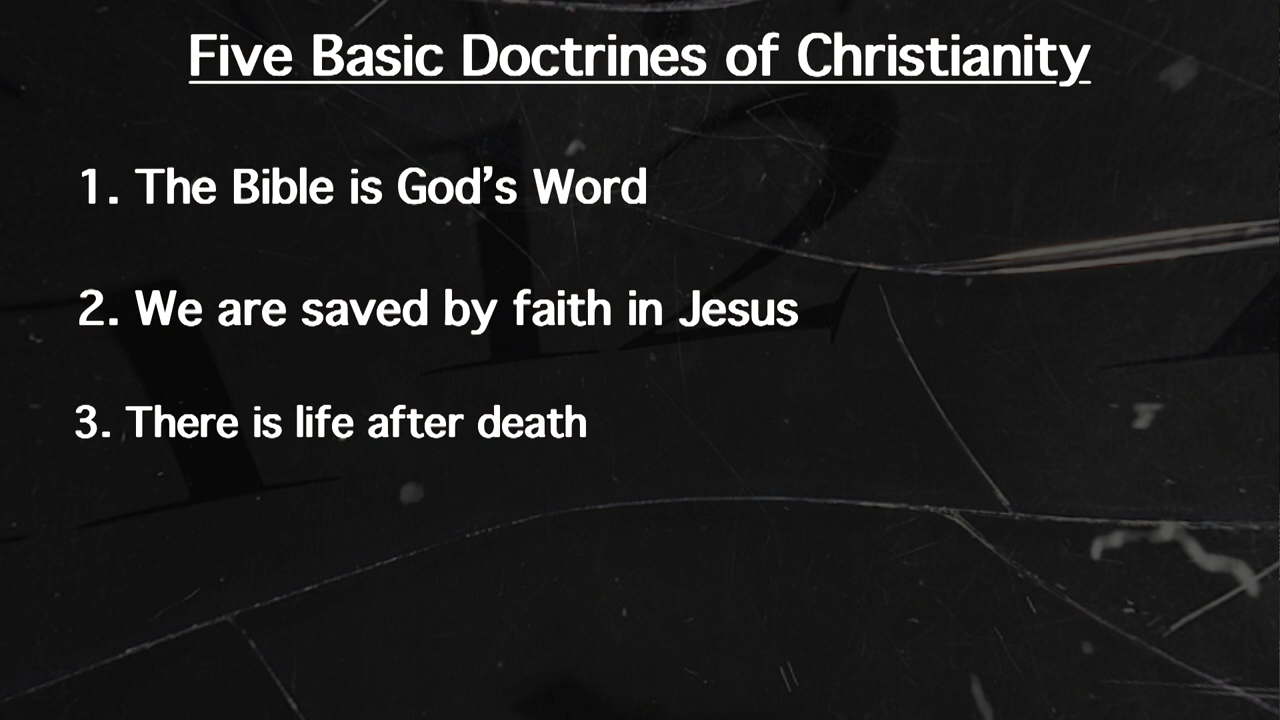 Five Basic Doctrines of Christianity
1. The Bible is God’s Word
2. We are saved by faith in Jesus
3. There is life after death